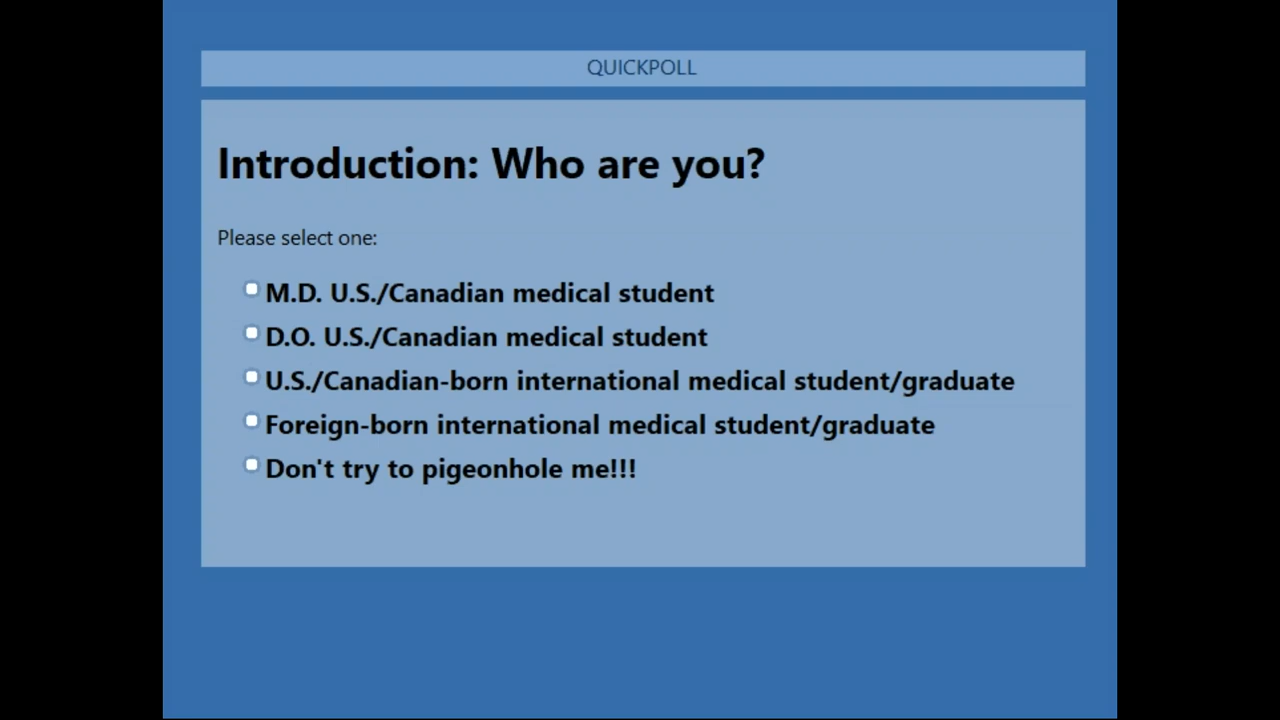 QUICKPOLL
Introduction: Who are you?
Please select one:
M.D. U.S./Canadian medical student
D.O. U.S./Canadian medical student
U.S./Canadian-born international medical student/graduate
Foreign-born international medical student/graduate
Don't try to pigeonhole me!!!